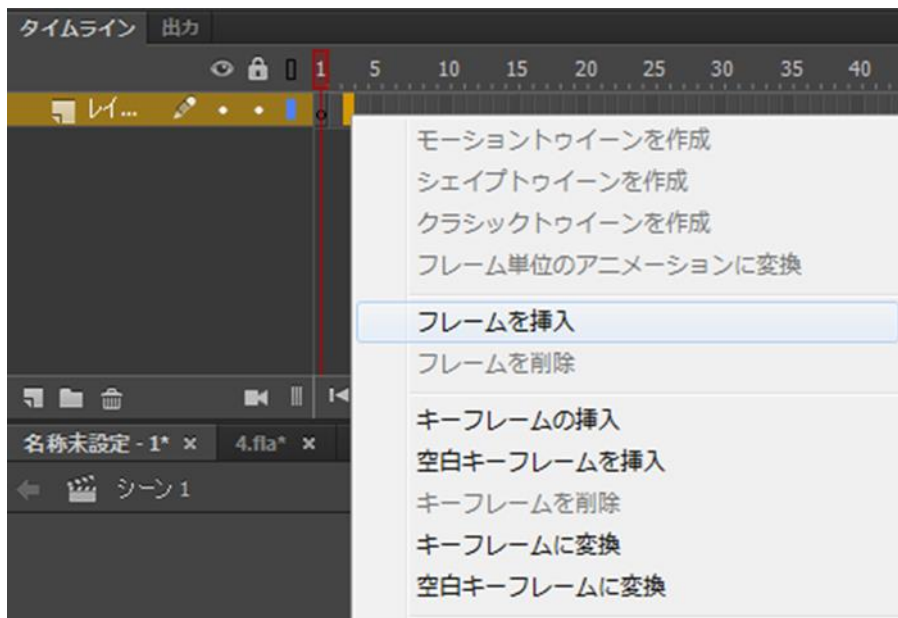 タイムライン 出力
1 5 10 15 20 25 30 35 40
レイ...
モーショントゥイーンを作成
シェイプトゥイーンを作成
クラシックトゥイーンを作成
フレーム単位のアニメーションに変換
フレームを挿入
フレームを削除
キーフレームの挿入
空白キーフレームを挿入
キーフレームを削除
キーフレームに変換
空白キーフレームに変換
名称未設定 - 1* × 4.fla* ×
シーン 1